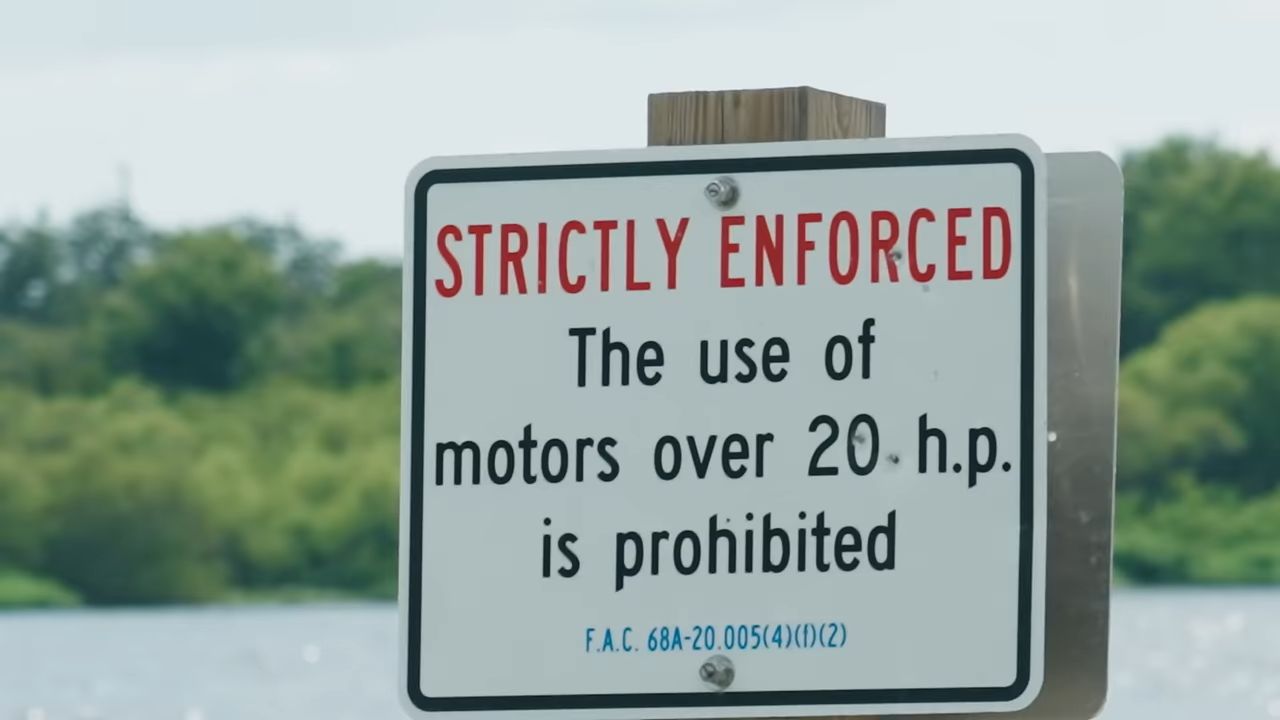 STRICTLY ENFORCED
The use of
motors over 20 h.p.
is prohibited
F.A.C. 68A-20.005(4)(f)(2)